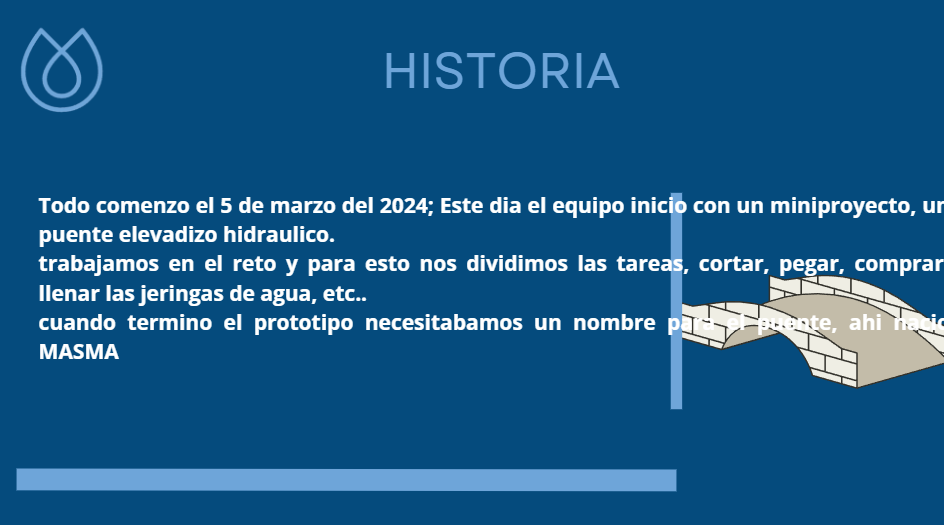 HISTORIA
Todo comenzo el 5 de marzo del 2024; Este dia el equipo inicio con un miniproyecto, un
puente elevadizo hidraulico.
trabajamos en el reto y para esto nos dividimos las tareas, cortar, pegar, comprar
llenar las jeringas de agua, etc..
cuando termino el prototipo necesitabamos un nombre para el puente, ahi nacio
MASMA